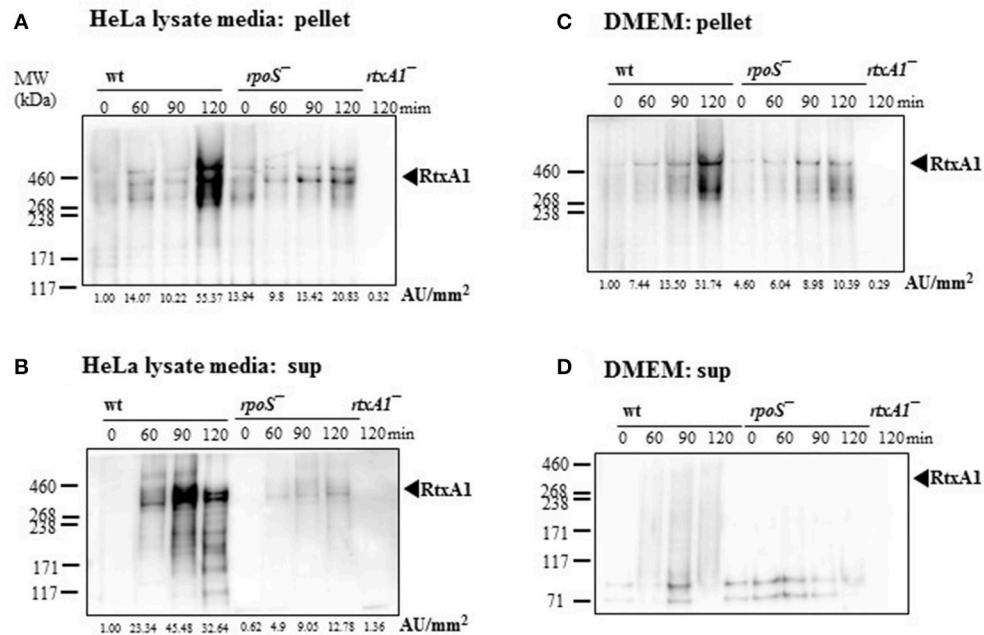 A
HeLa lysate media: pellet
MW
(kDa)
wt rpoS⁻ rtxA1⁻
0 60 90 120 0 60 90 120 120 mim
460
268
238
171
117
RtxA1
1.00 14.07 10.22 55.37 13.94 9.8 13.42 20.83 0.32 AU/mm²
B
HeLa lysate media: sup
wt rpoS⁻ rtxA1⁻
0 60 90 120 0 60 90 120 120 min
460
268
238
171
117
RtxA1
1.00 23.34 45.48 32.64 0.62 4.9 9.05 12.78 1.36 AU/mm²
C
DMEM: pellet
wt rpoS⁻ rtxA1⁻
0 60 90 120 0 60 90 120 120 min
460
268
238
RtxA1
1.00 7.44 13.50 31.74 4.60 6.04 8.98 10.39 0.29 AU/mm²
D
DMEM: sup
wt rpoS⁻ rtxA1⁻
0 60 90 120 0 60 90 120 120 min
460
268
238
171
117
71
RtxA1